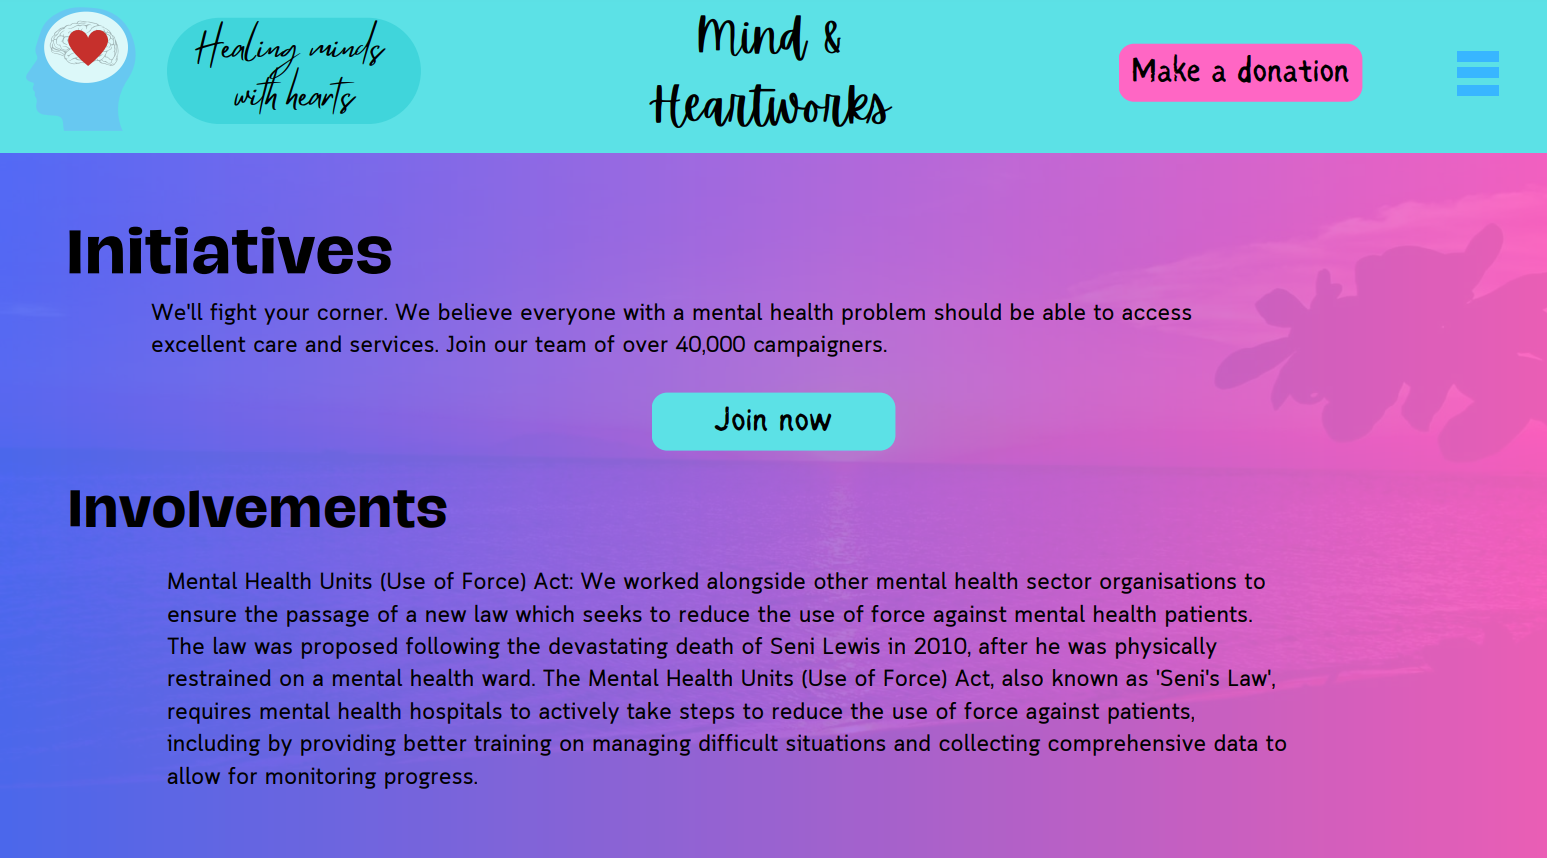 Healing minds
with hearts
Mind &
Heartworks
Make a donation
Initiatives
We'll fight your corner. We believe everyone with a mental health problem should be able to access
excellent care and services. Join our team of over 40,000 campaigners.
Join now
Involvements
Mental Health Units (Use of Force) Act: We worked alongside other mental health sector organisations to
ensure the passage of a new law which seeks to reduce the use of force against mental health patients.
The law was proposed following the devastating death of Seni Lewis in 2010, after he was physically
restrained on a mental health ward. The Mental Health Units (Use of Force) Act, also known as 'Seni's Law',
requires mental health hospitals to actively take steps to reduce the use of force against patients,
including by providing better training on managing difficult situations and collecting comprehensive data to
allow for monitoring progress.